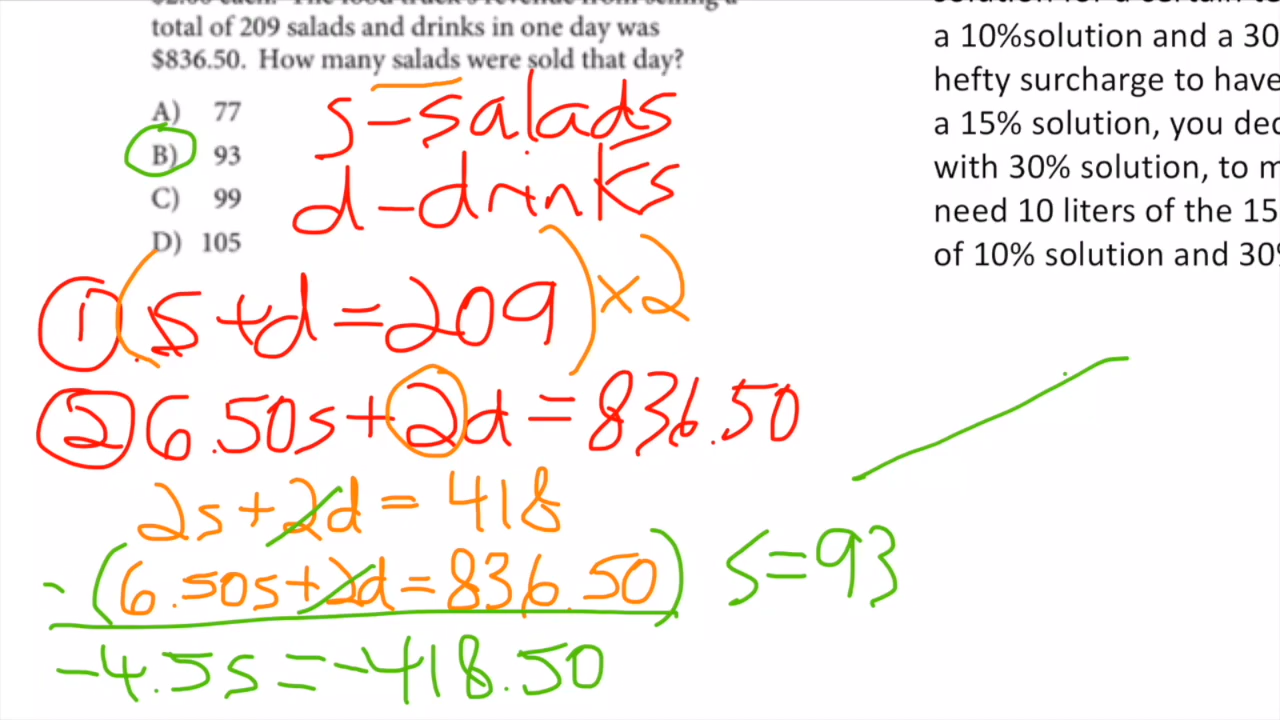 $2.00 each. The food truck's revenue from selling a
total of 209 salads and drinks in one day was
$836.50. How many salads were sold that day?
A) 77
B) 93
C) 99
D) 105
s-salads
d-drinks
① (s+d=209) ×2
② 6.50s+2d=836.50
2s+2d=418
-(6.50s+2d=836.50)
-4.5s=-418.50
s=93
solution for a certain
a 10%solution and a 30
hefty surcharge to have
a 15% solution, you
with 30% solution, to
need 10 liters of the 15
of 10% solution and 30